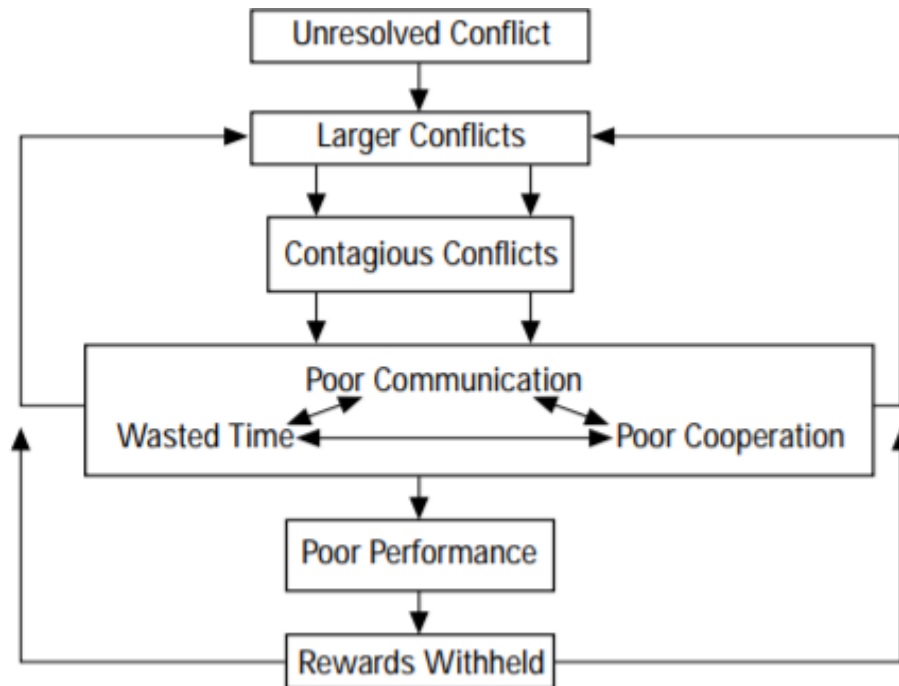 Unresolved Conflict
Larger Conflicts
Contagious Conflicts
Poor Communication
Wasted Time
Poor Cooperation
Poor Performance
Rewards Withheld